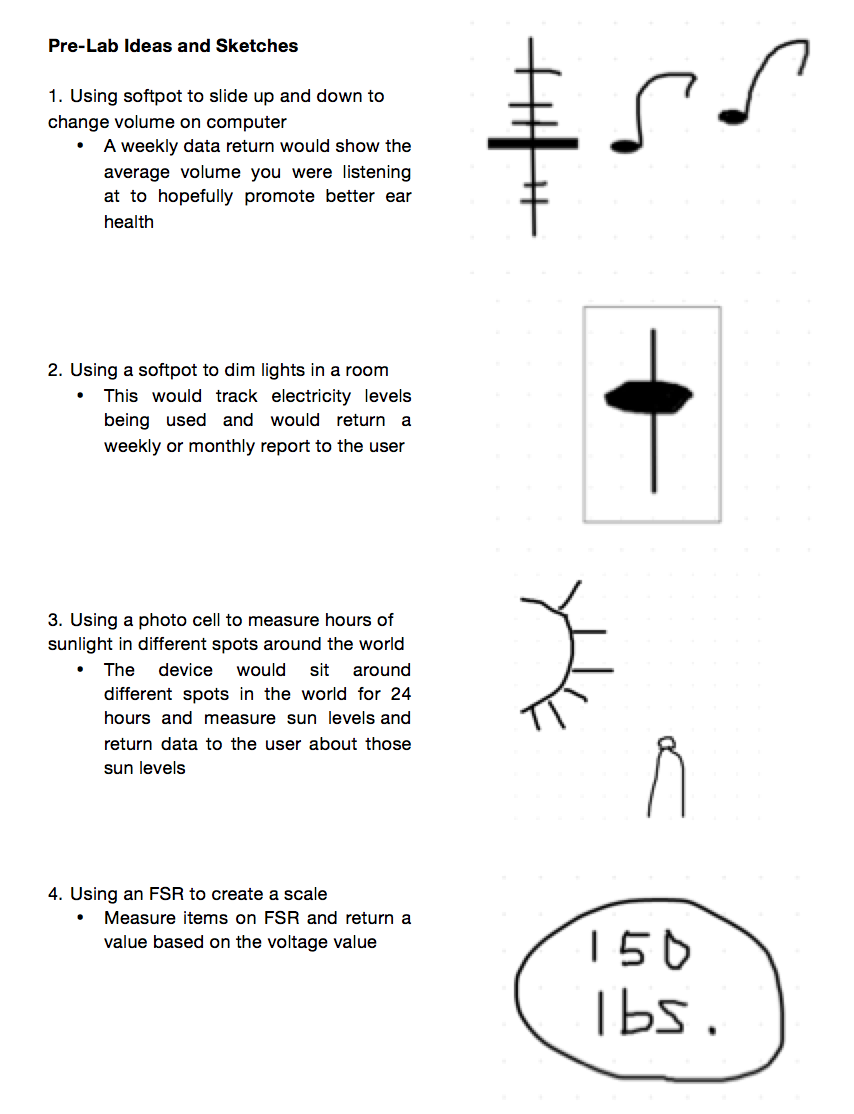 Pre-Lab Ideas and Sketches
1. Using softpot to slide up and down to
change volume on computer
• A weekly data return would show the
average volume you were listening
at to hopefully promote better ear
health
2. Using a softpot to dim lights in a room
• This would track electricity levels
being used and would return a
weekly or monthly report to the user
3. Using a photo cell to measure hours of
sunlight in different spots around the world
• The device would sit around
different spots in the world for 24
hours and measure sun levels and
return data to the user about those
sun levels
4. Using an FSR to create a scale
• Measure items on FSR and return a
value based on the voltage value
150
lbs.